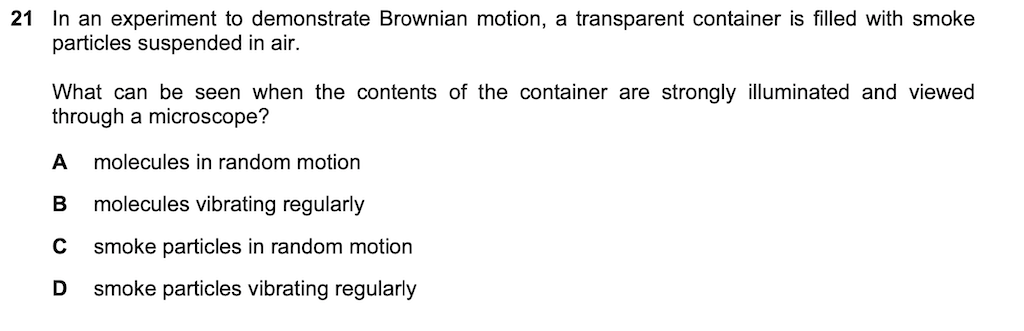 21 In an experiment to demonstrate Brownian motion, a transparent container is filled with smoke
particles suspended in air.
What can be seen when the contents of the container are strongly illuminated and viewed
through a microscope?
A molecules in random motion
B molecules vibrating regularly
C smoke particles in random motion
D smoke particles vibrating regularly